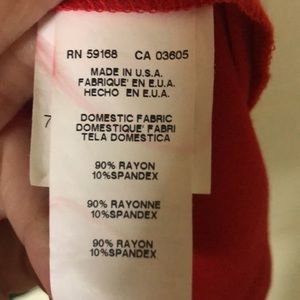 RN 59168 CA 03605
MADE IN U.S.A.
FABRIQUE' EN E.U.A.
HECHO EN E.U.A.
7
DOMESTIC FABRIC
DOMESTIQUE' FABRI
TELA DOMESTICA
90% RAYON
10%SPANDEX
90% RAYONNE
10%SPANDEX
90% RAYON
10%SPANDEX